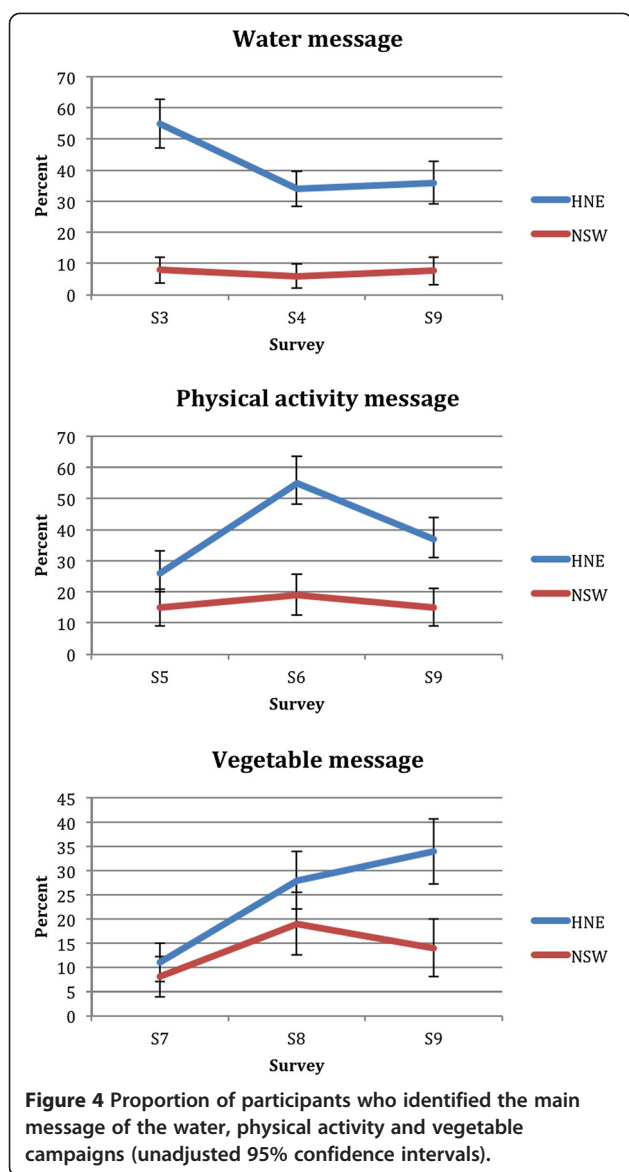 Water message
70
60
50
40
30
20
10
0
Percent
S3 S4 S9
Survey
HNE
NSW
Physical activity message
70
60
50
40
30
20
10
0
Percent
S5 S6 S9
Survey
HNE
NSW
Vegetable message
45
40
35
30
25
20
15
10
5
0
Percent
S7 S8 S9
Survey
HNE
NSW
Figure 4 Proportion of participants who identified the main
message of the water, physical activity and vegetable
campaigns (unadjusted 95% confidence intervals).